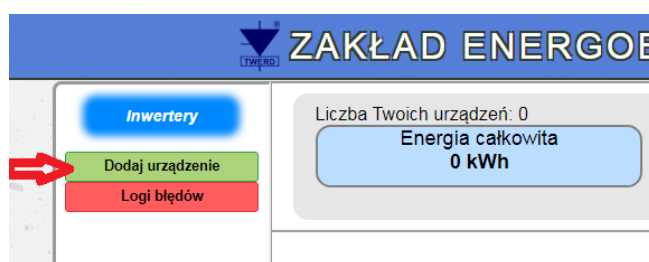 TWERD
ZAKŁAD ENERGOE
Inwertery
Dodaj urządzenie
Logi błędów
Liczba Twoich urządzeń: 0
Energia całkowita
0 kWh